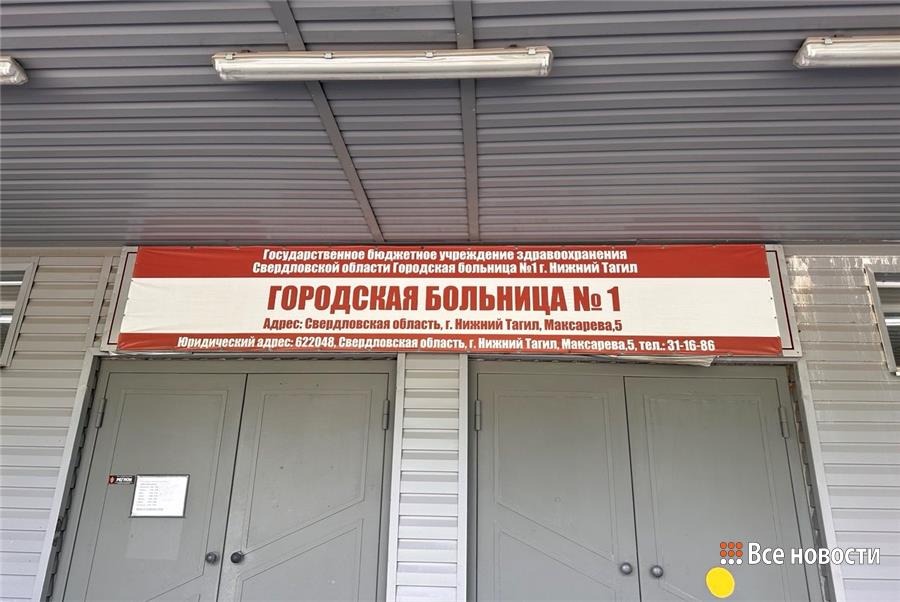 Государственное бюджетное учреждение здравоохранения
Свердловской области Городская больница №1 г. Нижний Тагил
ГОРОДСКАЯ БОЛЬНИЦА № 1
Адрес: Свердловская область, г. Нижний Тагил, Максарева,5
Юридический адрес: 622048, Свердловская область, г. Нижний Тагил, Максарева,5, тел.: 31-16-86
РЕГИОН
Все новости